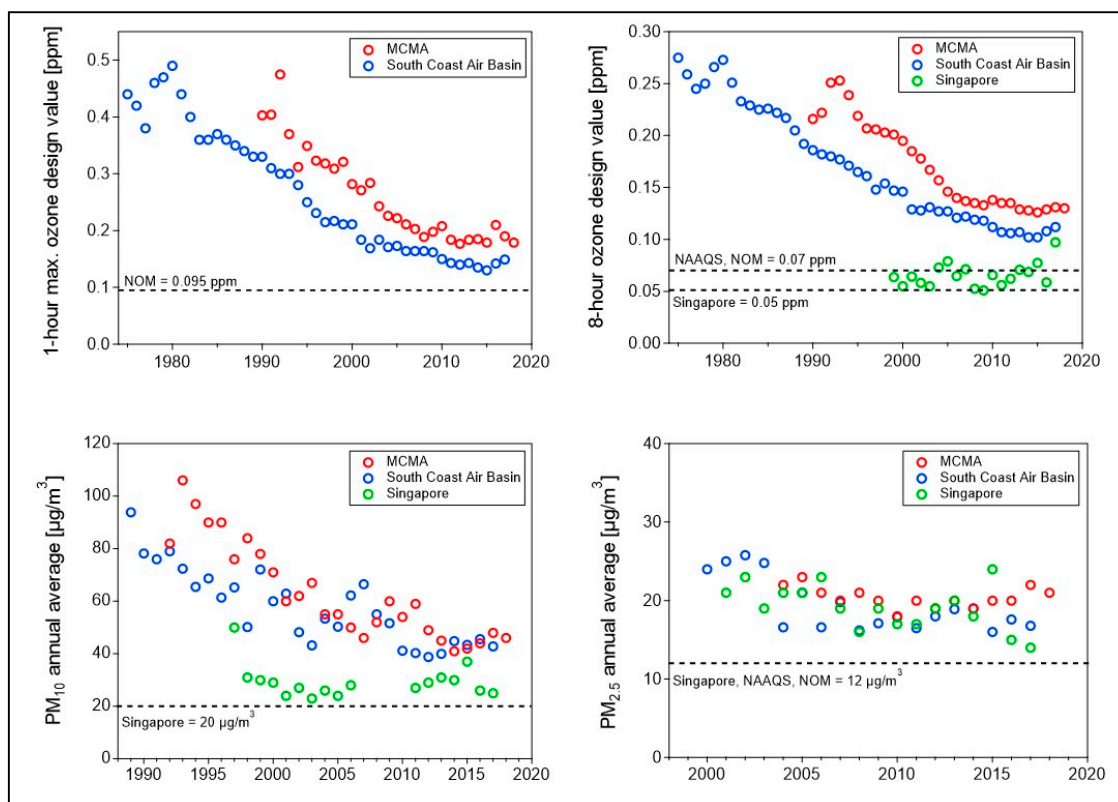 1-hour max. ozone design value [ppm]
0.5
0.4
0.3
0.2
0.1
0.0
MCMA
South Coast Air Basin
NOM = 0.095 ppm
1980 1990 2000 2010 2020
8-hour ozone design value [ppm]
0.30
0.25
0.20
0.15
0.10
0.05
0.00
MCMA
South Coast Air Basin
Singapore
NAAQS, NOM = 0.07 ppm
Singapore = 0.05 ppm
1980 1990 2000 2010 2020
PM₁₀ annual average [µg/m³]
120
100
80
60
40
20
0
MCMA
South Coast Air Basin
Singapore
Singapore = 20 µg/m³
1990 1995 2000 2005 2010 2015 2020
PM₂.₅ annual average [µg/m³]
40
30
20
10
0
MCMA
South Coast Air Basin
Singapore
Singapore, NAAQS, NOM = 12 µg/m³
2000 2005 2010 2015 2020